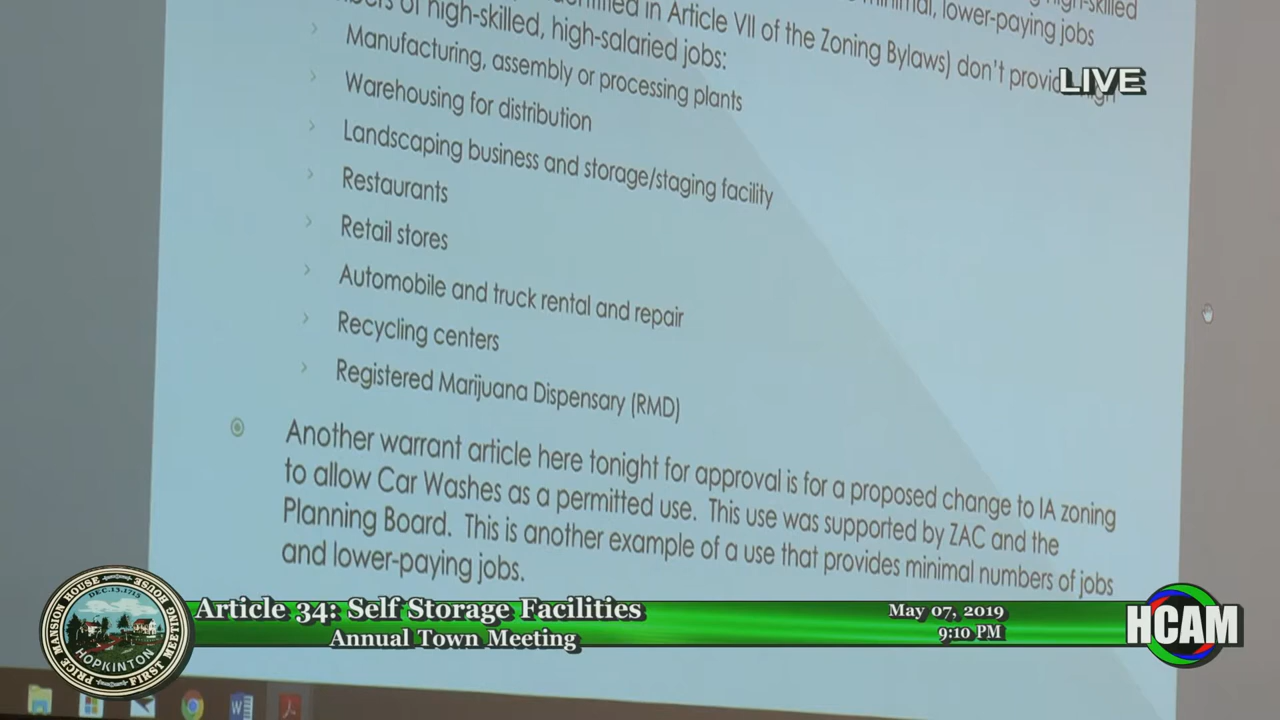 high-skilled
minimal, lower-paying jobs
in Article VII of the Zoning Bylaws) don't provide high
of high-skilled, high-salaried jobs:
› Manufacturing, assembly or processing plants
› Warehousing for distribution
› Landscaping business and storage/staging facility
› Restaurants
› Retail stores
› Automobile and truck rental and repair
› Recycling centers
› Registered Marijuana Dispensary (RMD)
Another warrant article here tonight for approval is for a proposed change to IA zoning
to allow Car Washes as a permitted use. This use was supported by ZAC and the
Planning Board. This is another example of a use that provides minimal numbers of jobs
and lower-paying jobs.
LIVE
Article 34: Self Storage Facilities
Annual Town Meeting
May 07, 2019
9:10 PM
HCAM
PRICE MANSION HOUSE FIRST MEETING HOUSE
DEC. 13. 1715
HOPKINTON